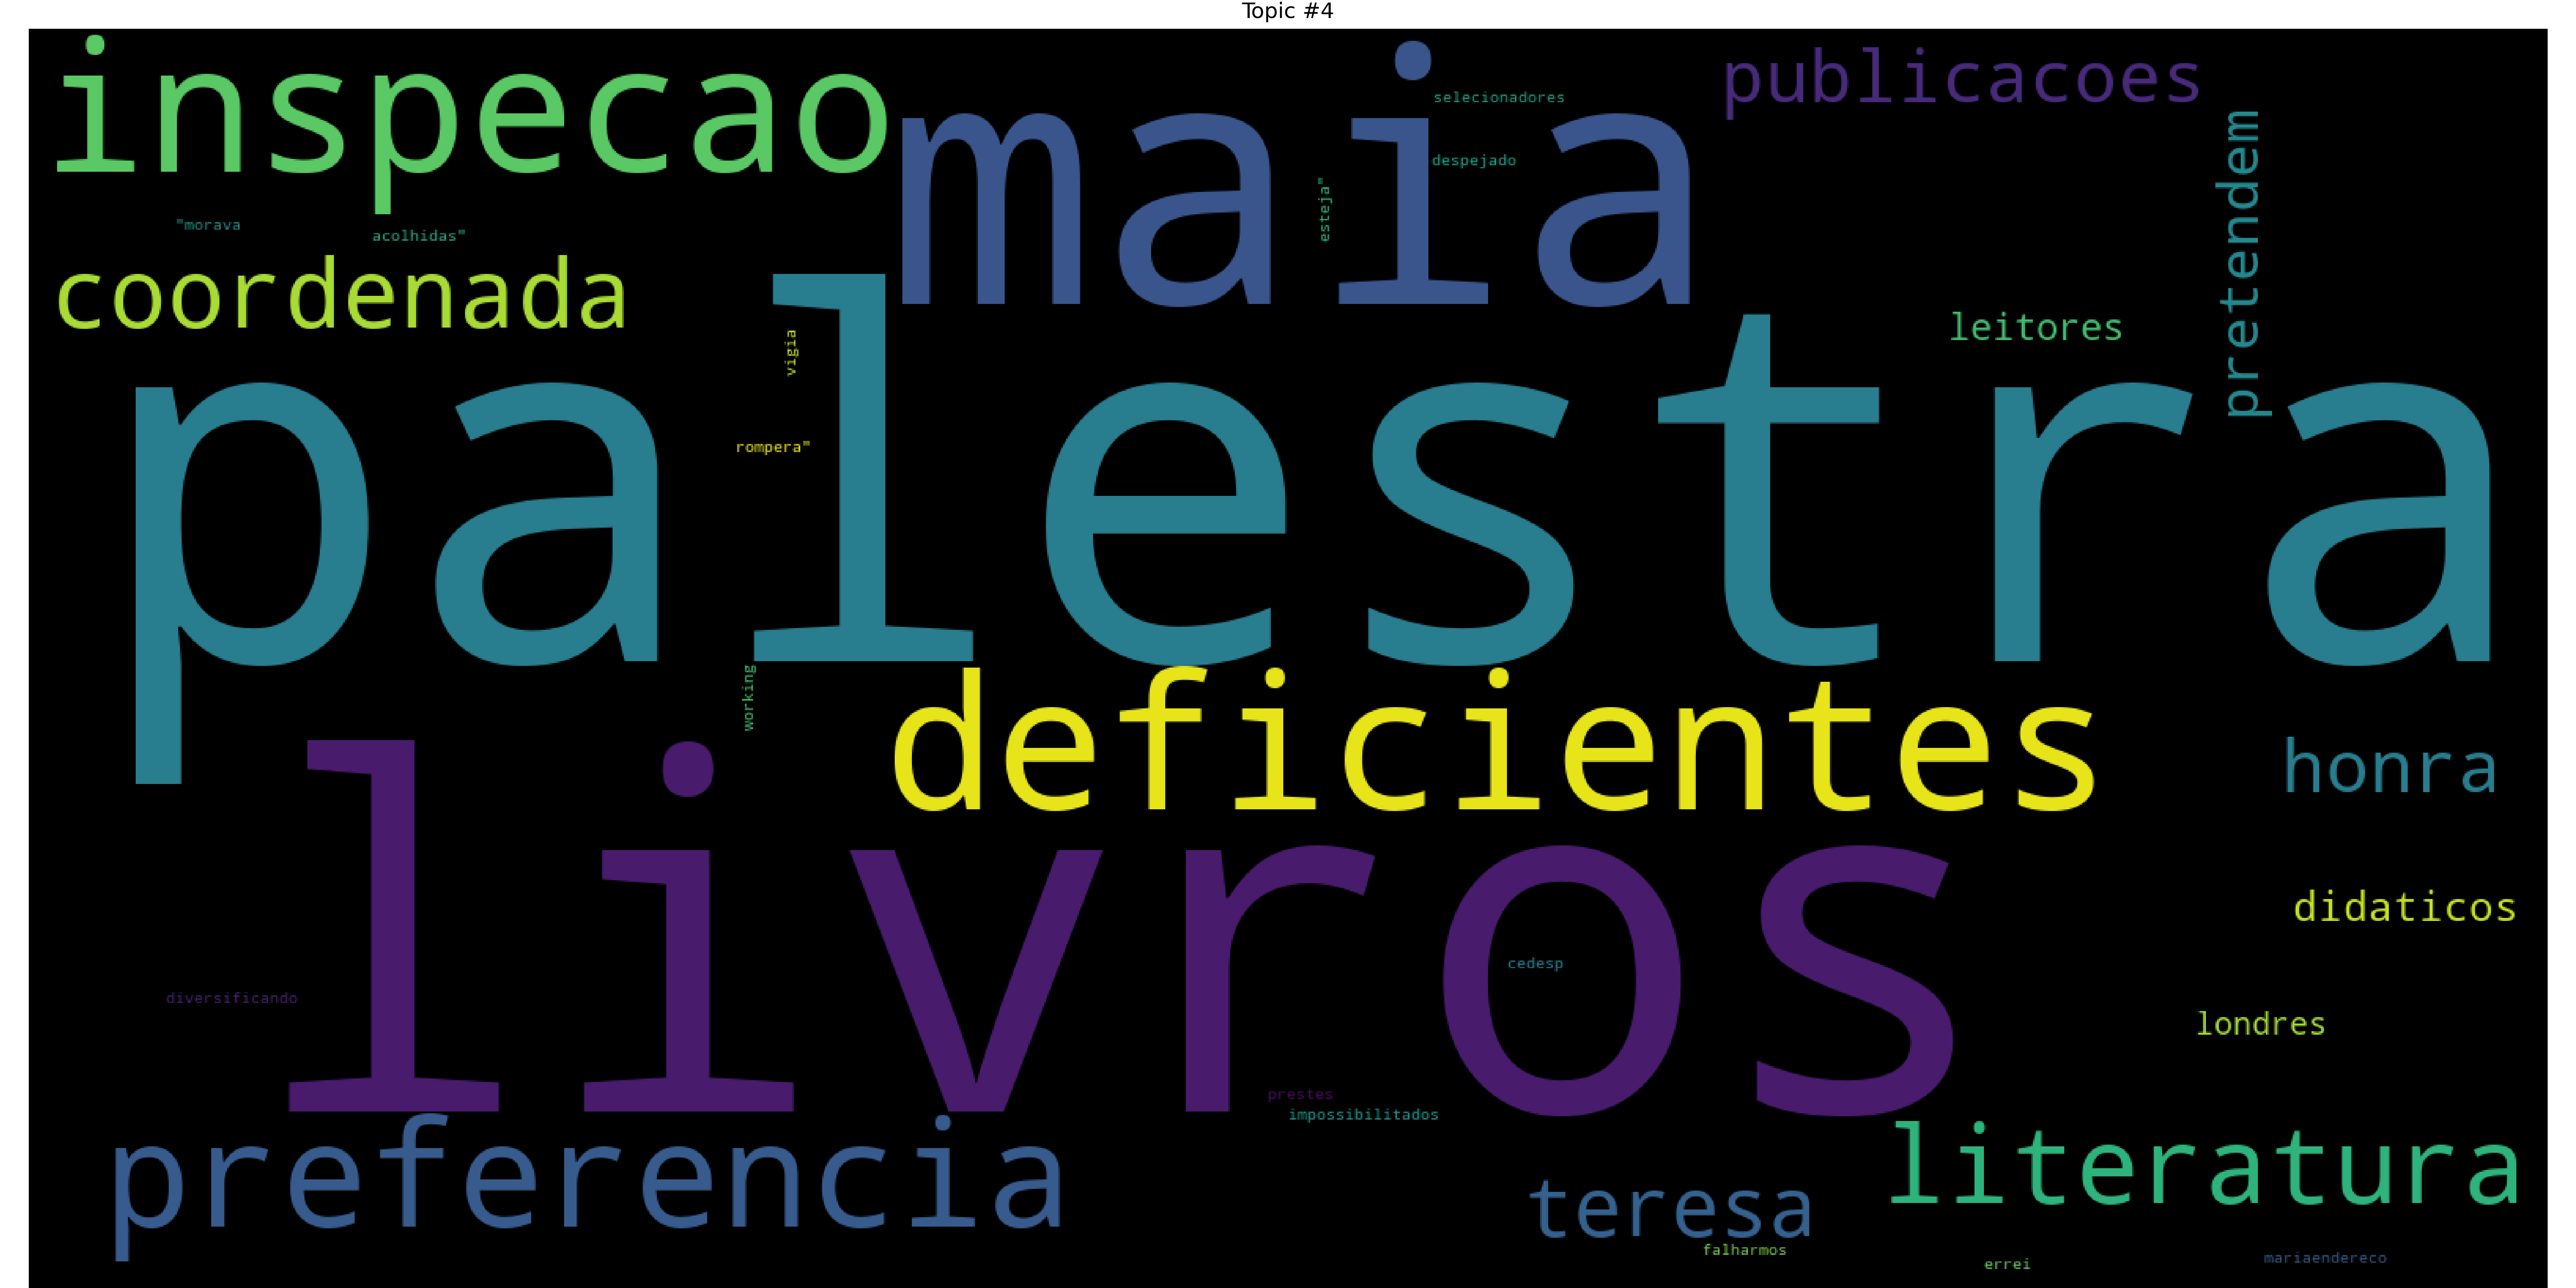 Topic #4
inspecao
maia
selecionadores
publicacoes
despejado
pretendem
esteja"
"morava
acolhidas"
coordenada
leitores
vigia
palestra
rompera"
working
deficientes
honra
livros
didaticos
cedesp
diversificando
londres
prestes
impossibilitados
preferencia
literatura
teresa
falharmos
errei
mariaendereco